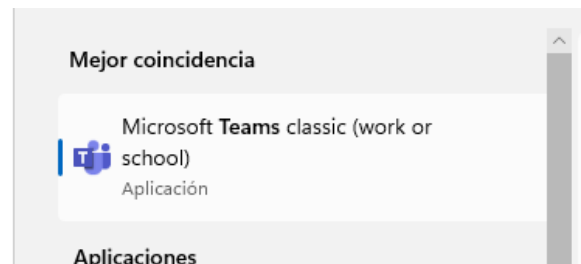 Mejor coincidencia
Microsoft Teams classic (work or
school)
Aplicación
Aplicaciones